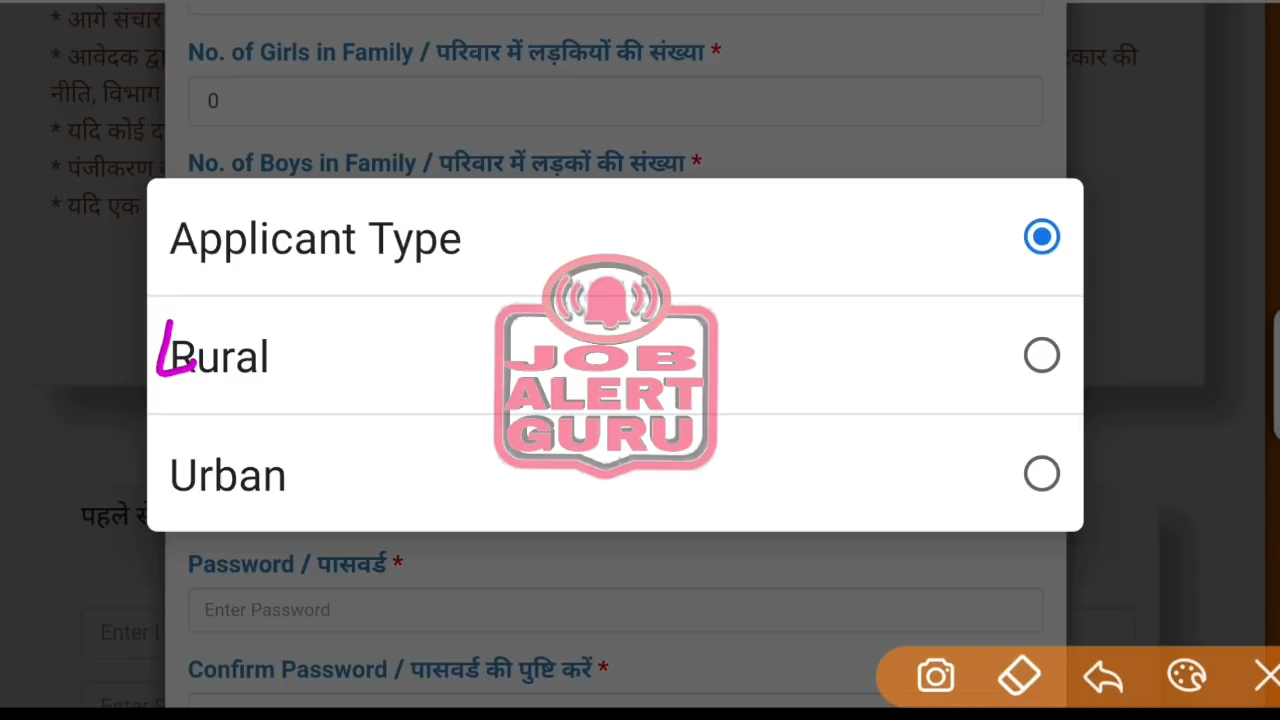 * आगे संचार
* आवेदक द्वा
रकार की
नीति, विभाग
* यदि कोई द
* पंजीकरण
* यदि एक
No. of Girls in Family / परिवार में लड़कियों की संख्या *
0
No. of Boys in Family / परिवार में लड़कों की संख्या *
Applicant Type
Rural
Urban
JOB
ALERT
GURU
पहले से
Password / पासवर्ड *
Enter Password
Enter
Confirm Password / पासवर्ड की पुष्टि करें *